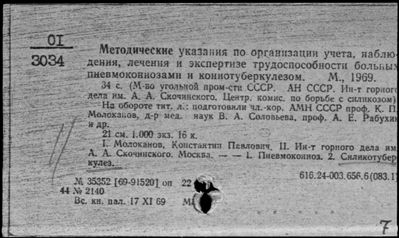 01
3034
Методические указания по организации учета, наблю-
дения, лечения и экспертизе трудоспособности больных
пневмокониозами и кониотуберкулезом. М., 1969.
34 с. (М-во угольной пром-сти СССР. АН СССР. Ин-т горного
дела им. А. А. Скочинского. Центр. комис. по борьбе с силикозом)
На обороте тит. л.: подготовили чл.-кор. АМН СССР проф. К. П.
Молоканов, д-р мед. наук В. А. Соловьева, проф. А. Е. Рабухин
и др.
21 см. 1.000 экз. 16 к.
I. Молоканов, Константин Павлович. II. Ин-т горного дела им.
А. А. Скочинского. Москва. — — 1. Пневмокониоз. 2. Силикотубер-
кулез.
616.24-003.656.6(083.1)
№ 35352 [69-91520] оп 22
44 № 2140
Вс. кн. пал. 17 XI 69
7